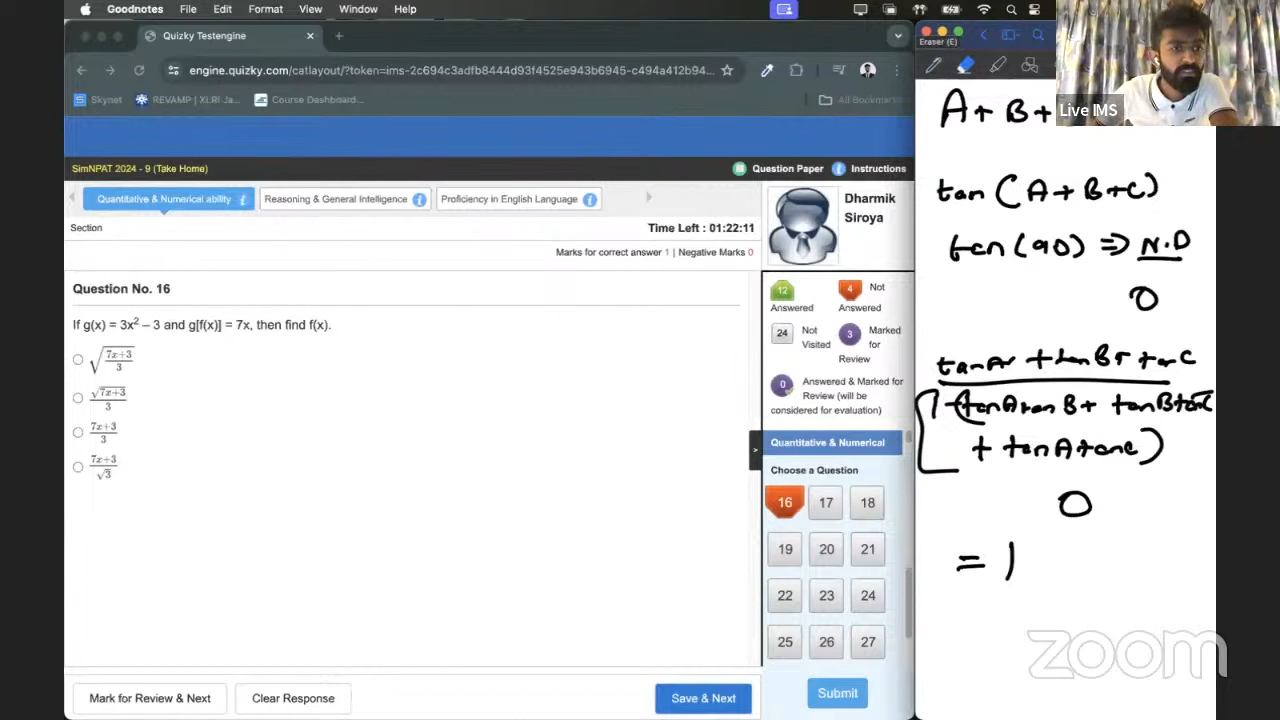 Goodnotes File Edit Format View Window Help
Quizky Testengine
engine.quizky.com/catlayout/?token=ims-2c694c3adfb8444d93f4525e943b6945-c494a412b94...
Skynet REVAMP | XLRI Ja... Course Dashboard... All Bookmarks
SimNPAT 2024 - 9 (Take Home) Question Paper Instructions
Quantitative & Numerical ability Reasoning & General Intelligence Proficiency in English Language
Section Time Left : 01:22:11
Marks for correct answer 1 | Negative Marks 0
Question No. 16
If g(x) = 3x² – 3 and g[f(x)] = 7x, then find f(x).
√((7x+3)/3)
√(7x+3)/3
(7x+3)/3
(7x+3)/√3
Mark for Review & Next Clear Response Save & Next
Dharmik
Siroya
12 Answered
4 Not Answered
24 Not Visited
3 Marked for Review
0 Answered & Marked for Review (will be considered for evaluation)
Quantitative & Numerical
Choose a Question
16 17 18
19 20 21
22 23 24
25 26 27
Submit
Eraser (E)
Live IMS
A + B +
tan (A + B + C)
tan (90) ⇒ N.D
0
tanA + tanB + tanC
(tanA tanB + tanB tanC
+ tanA tanC)
0
= 1
zoom